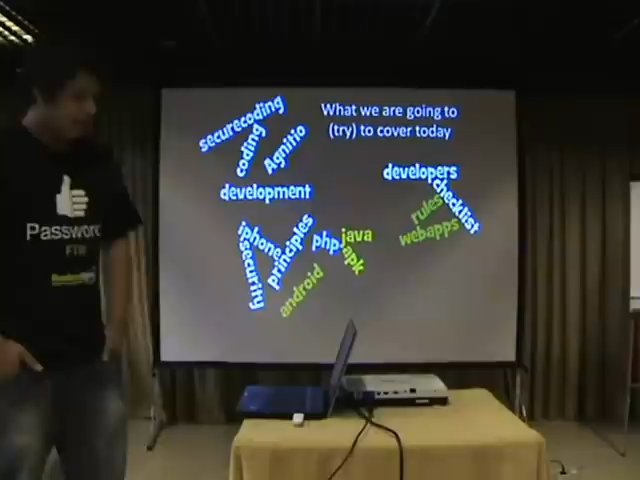 What we are going to
(try) to cover today
securecoding
coding
Agnitio
development
developers
checklist
rules
webapps
iphone
security
principles
php
java
apk
android
Password
FTW